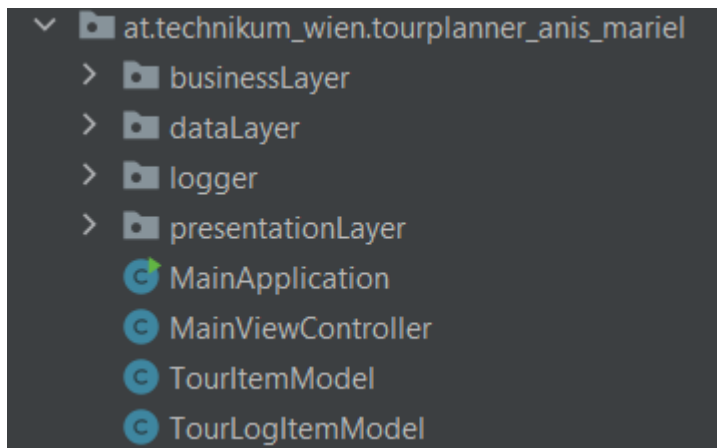 at.technikum_wien.tourplanner_anis_mariel
businessLayer
dataLayer
logger
presentationLayer
C MainApplication
C MainViewController
C TourItemModel
C TourLogItemModel